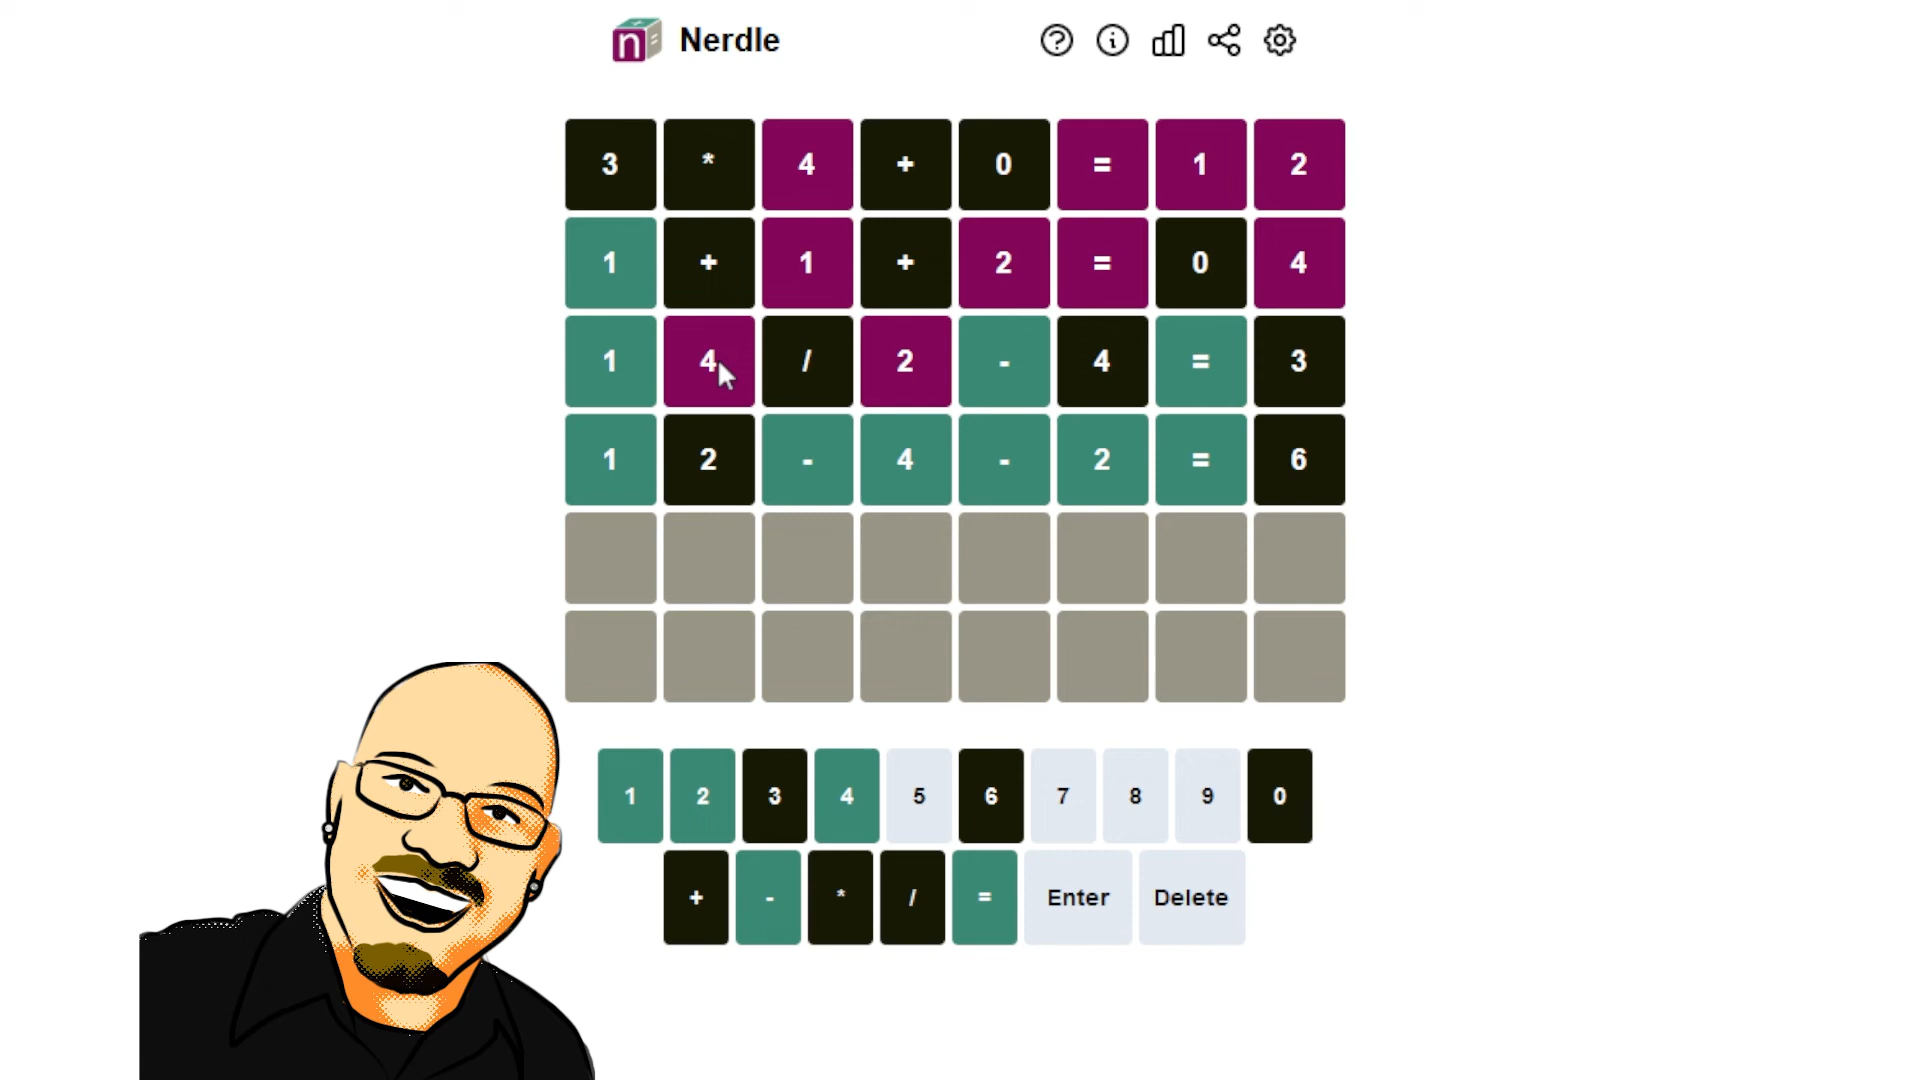 n Nerdle
3 * 4 + 0 = 1 2
1 + 1 + 2 = 0 4
1 4 / 2 - 4 = 3
1 2 - 4 - 2 = 6
1 2 3 4 5 6 7 8 9 0
+ - * / = Enter Delete